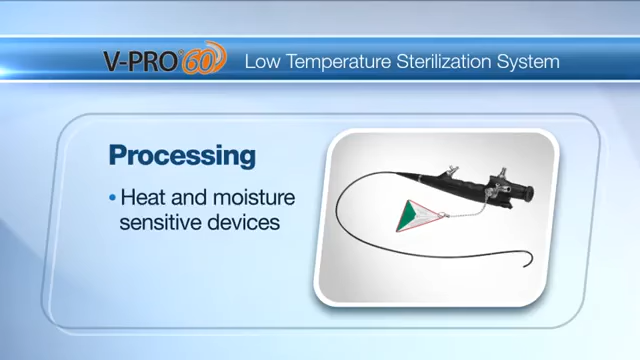 V-PRO 60 Low Temperature Sterilization System
Processing
• Heat and moisture
sensitive devices